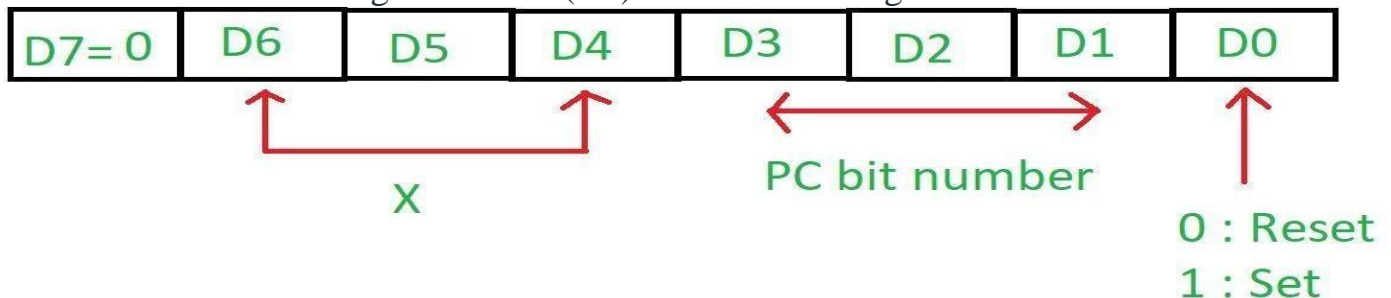 D7= 0 D6 D5 D4 D3 D2 D1 D0
X
PC bit number
0 : Reset
1 : Set